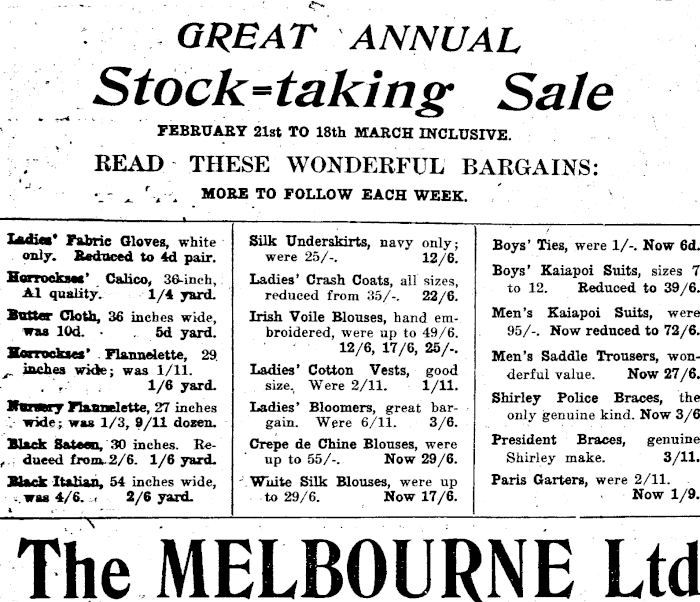 GREAT ANNUAL
Stock=taking Sale
FEBRUARY 21st TO 18th MARCH INCLUSIVE.
READ THESE WONDERFUL BARGAINS:
MORE TO FOLLOW EACH WEEK.
Ladies' Fabric Gloves, white
only. Reduced to 4d pair.
Horrockses' Calico, 36-inch,
A1 quality. 1/4 yard.
Butter Cloth, 36 inches wide,
was 10d. 5d yard.
Horrockses' Flannelette, 29
inches wide; was 1/11.
1/6 yard.
Nursery Flannelette, 27 inches
wide; was 1/3, 9/11 dozen.
Black Sateen, 30 inches. Re-
duced from 2/6. 1/6 yard.
Black Italian, 54 inches wide,
was 4/6. 2/6 yard.
Silk Underskirts, navy only;
were 25/-. 12/6.
Ladies' Crash Coats, all sizes,
reduced from 35/-. 22/6.
Irish Voile Blouses, hand em-
broidered, were up to 49/6.
12/6, 17/6, 25/-.
Ladies' Cotton Vests, good
size. Were 2/11. 1/11.
Ladies' Bloomers, great bar-
gain. Were 6/11. 3/6.
Crepe de Chine Blouses, were
up to 55/-. Now 29/6.
White Silk Blouses, were up
to 29/6. Now 17/6.
Boys' Ties, were 1/-. Now 6d.
Boys' Kaiapoi Suits, sizes 7
to 12. Reduced to 39/6.
Men's Kaiapoi Suits, were
95/-. Now reduced to 72/6.
Men's Saddle Trousers, won-
derful value. Now 27/6.
Shirley Police Braces, the
only genuine kind. Now 3/6
President Braces, genuine
Shirley make. 3/11.
Paris Garters, were 2/11.
Now 1/9.
The MELBOURNE Ltd